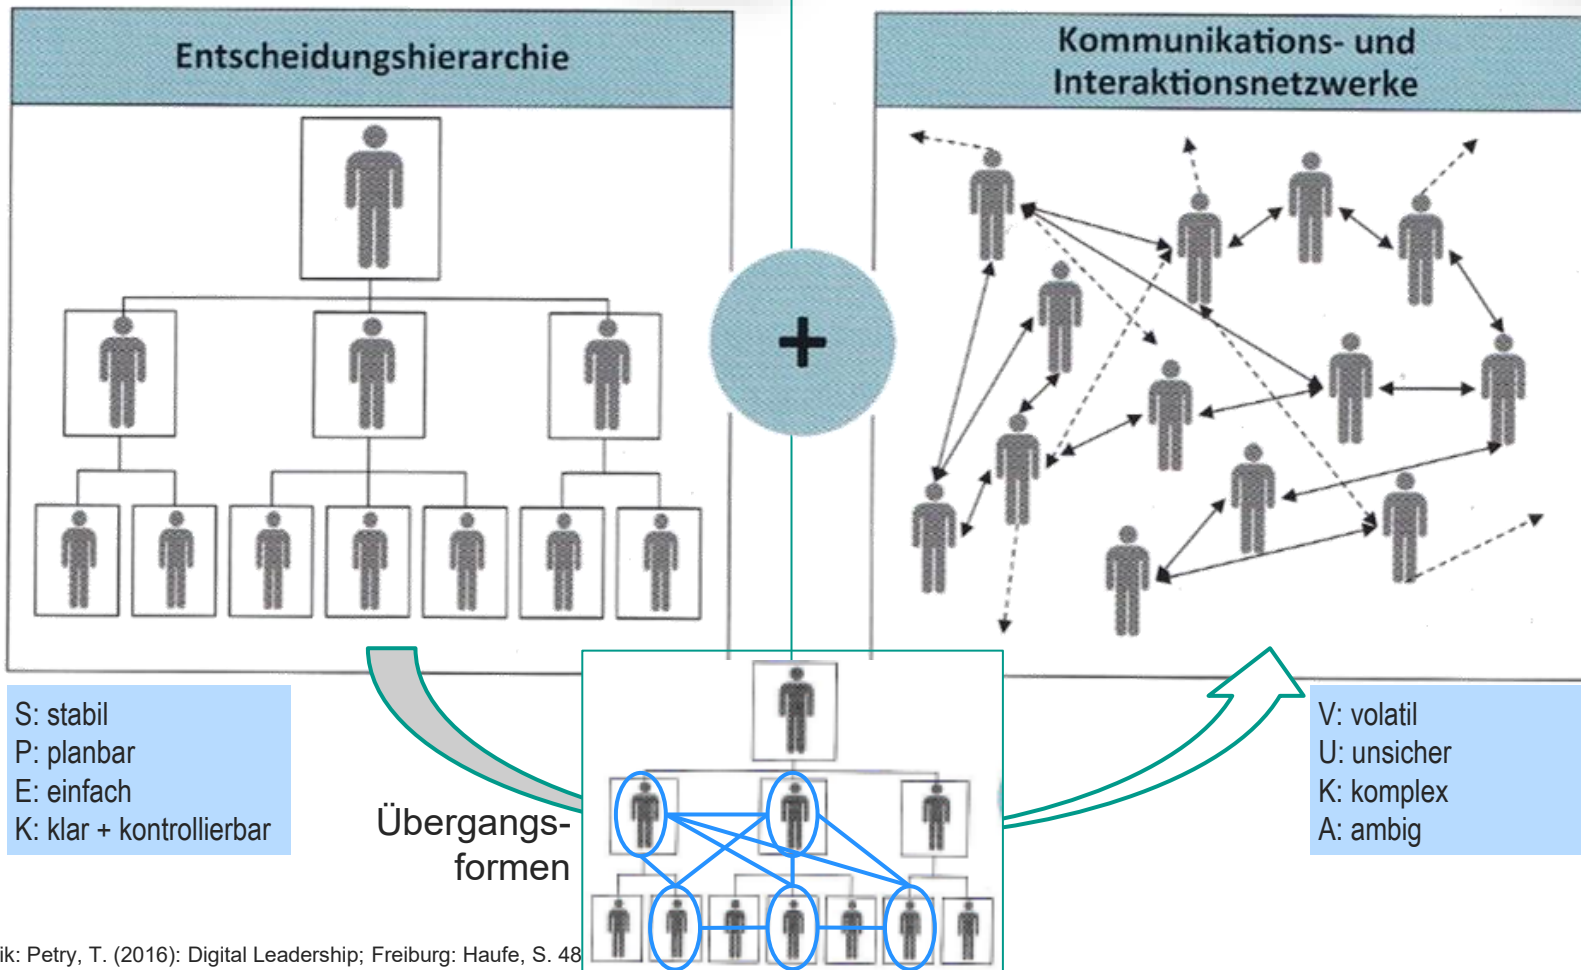 Entscheidungshierarchie
Kommunikations- und
Interaktionsnetzwerke
+
S: stabil
P: planbar
E: einfach
K: klar + kontrollierbar
Übergangs-
formen
V: volatil
U: unsicher
K: komplex
A: ambig
ik: Petry, T. (2016): Digital Leadership; Freiburg: Haufe, S. 48